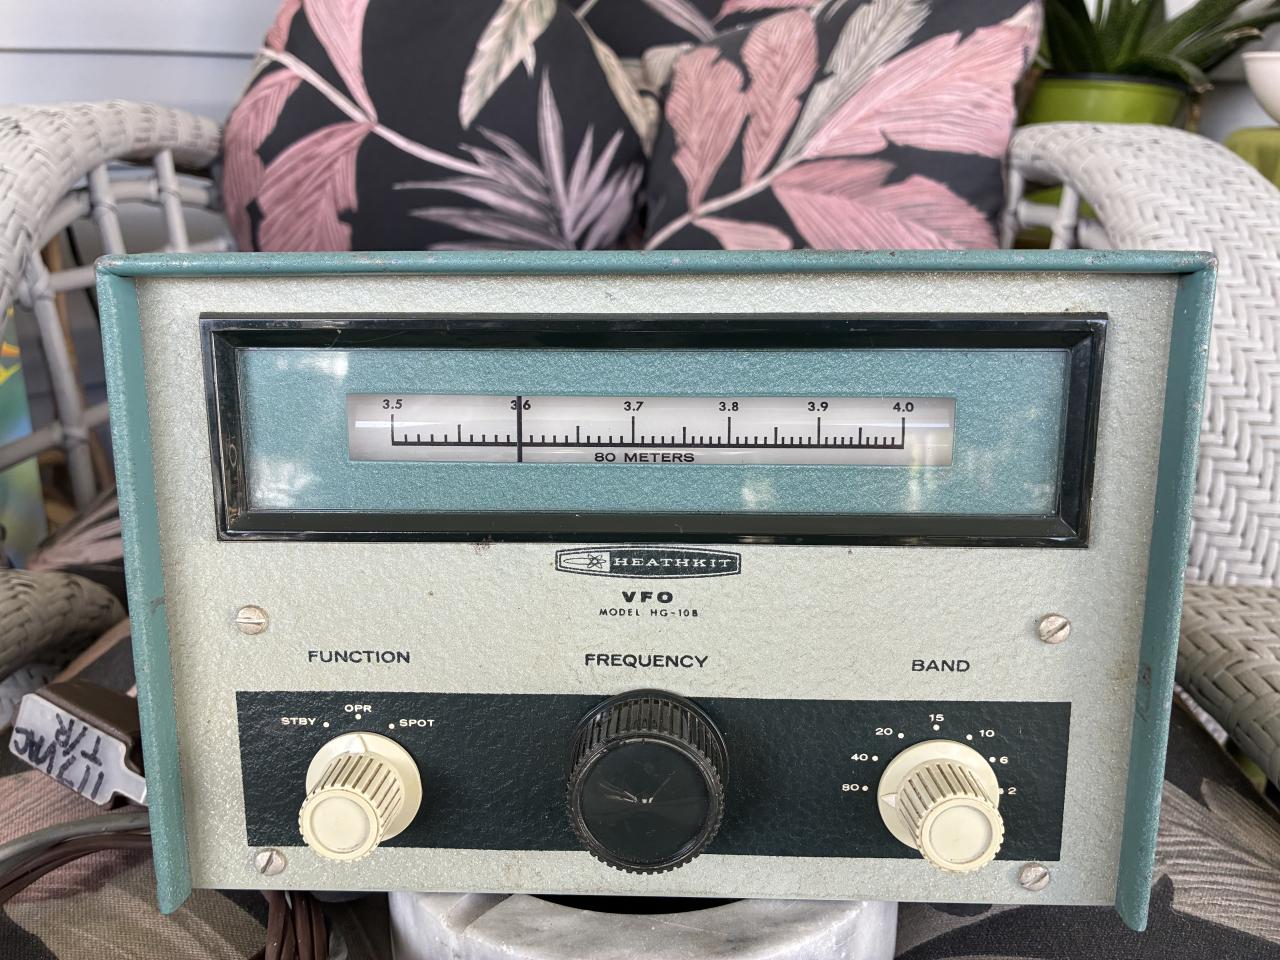 3.5 3.6 3.7 3.8 3.9 4.0
80 METERS
HEATHKIT
VFO
MODEL HG-10B
FUNCTION FREQUENCY BAND
STBY OPR SPOT
80 40 20 15 10 6 2
117VAC
T/R